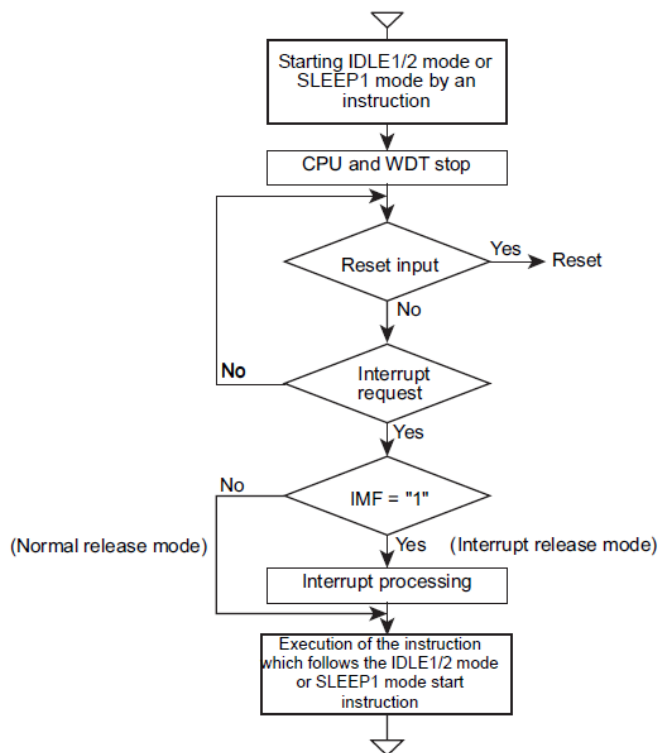 Starting IDLE1/2 mode or
SLEEP1 mode by an
instruction
CPU and WDT stop
Reset input
Yes
Reset
No
No
Interrupt
request
Yes
No
IMF = "1"
(Normal release mode)
Yes
(Interrupt release mode)
Interrupt processing
Execution of the instruction
which follows the IDLE1/2 mode
or SLEEP1 mode start
instruction